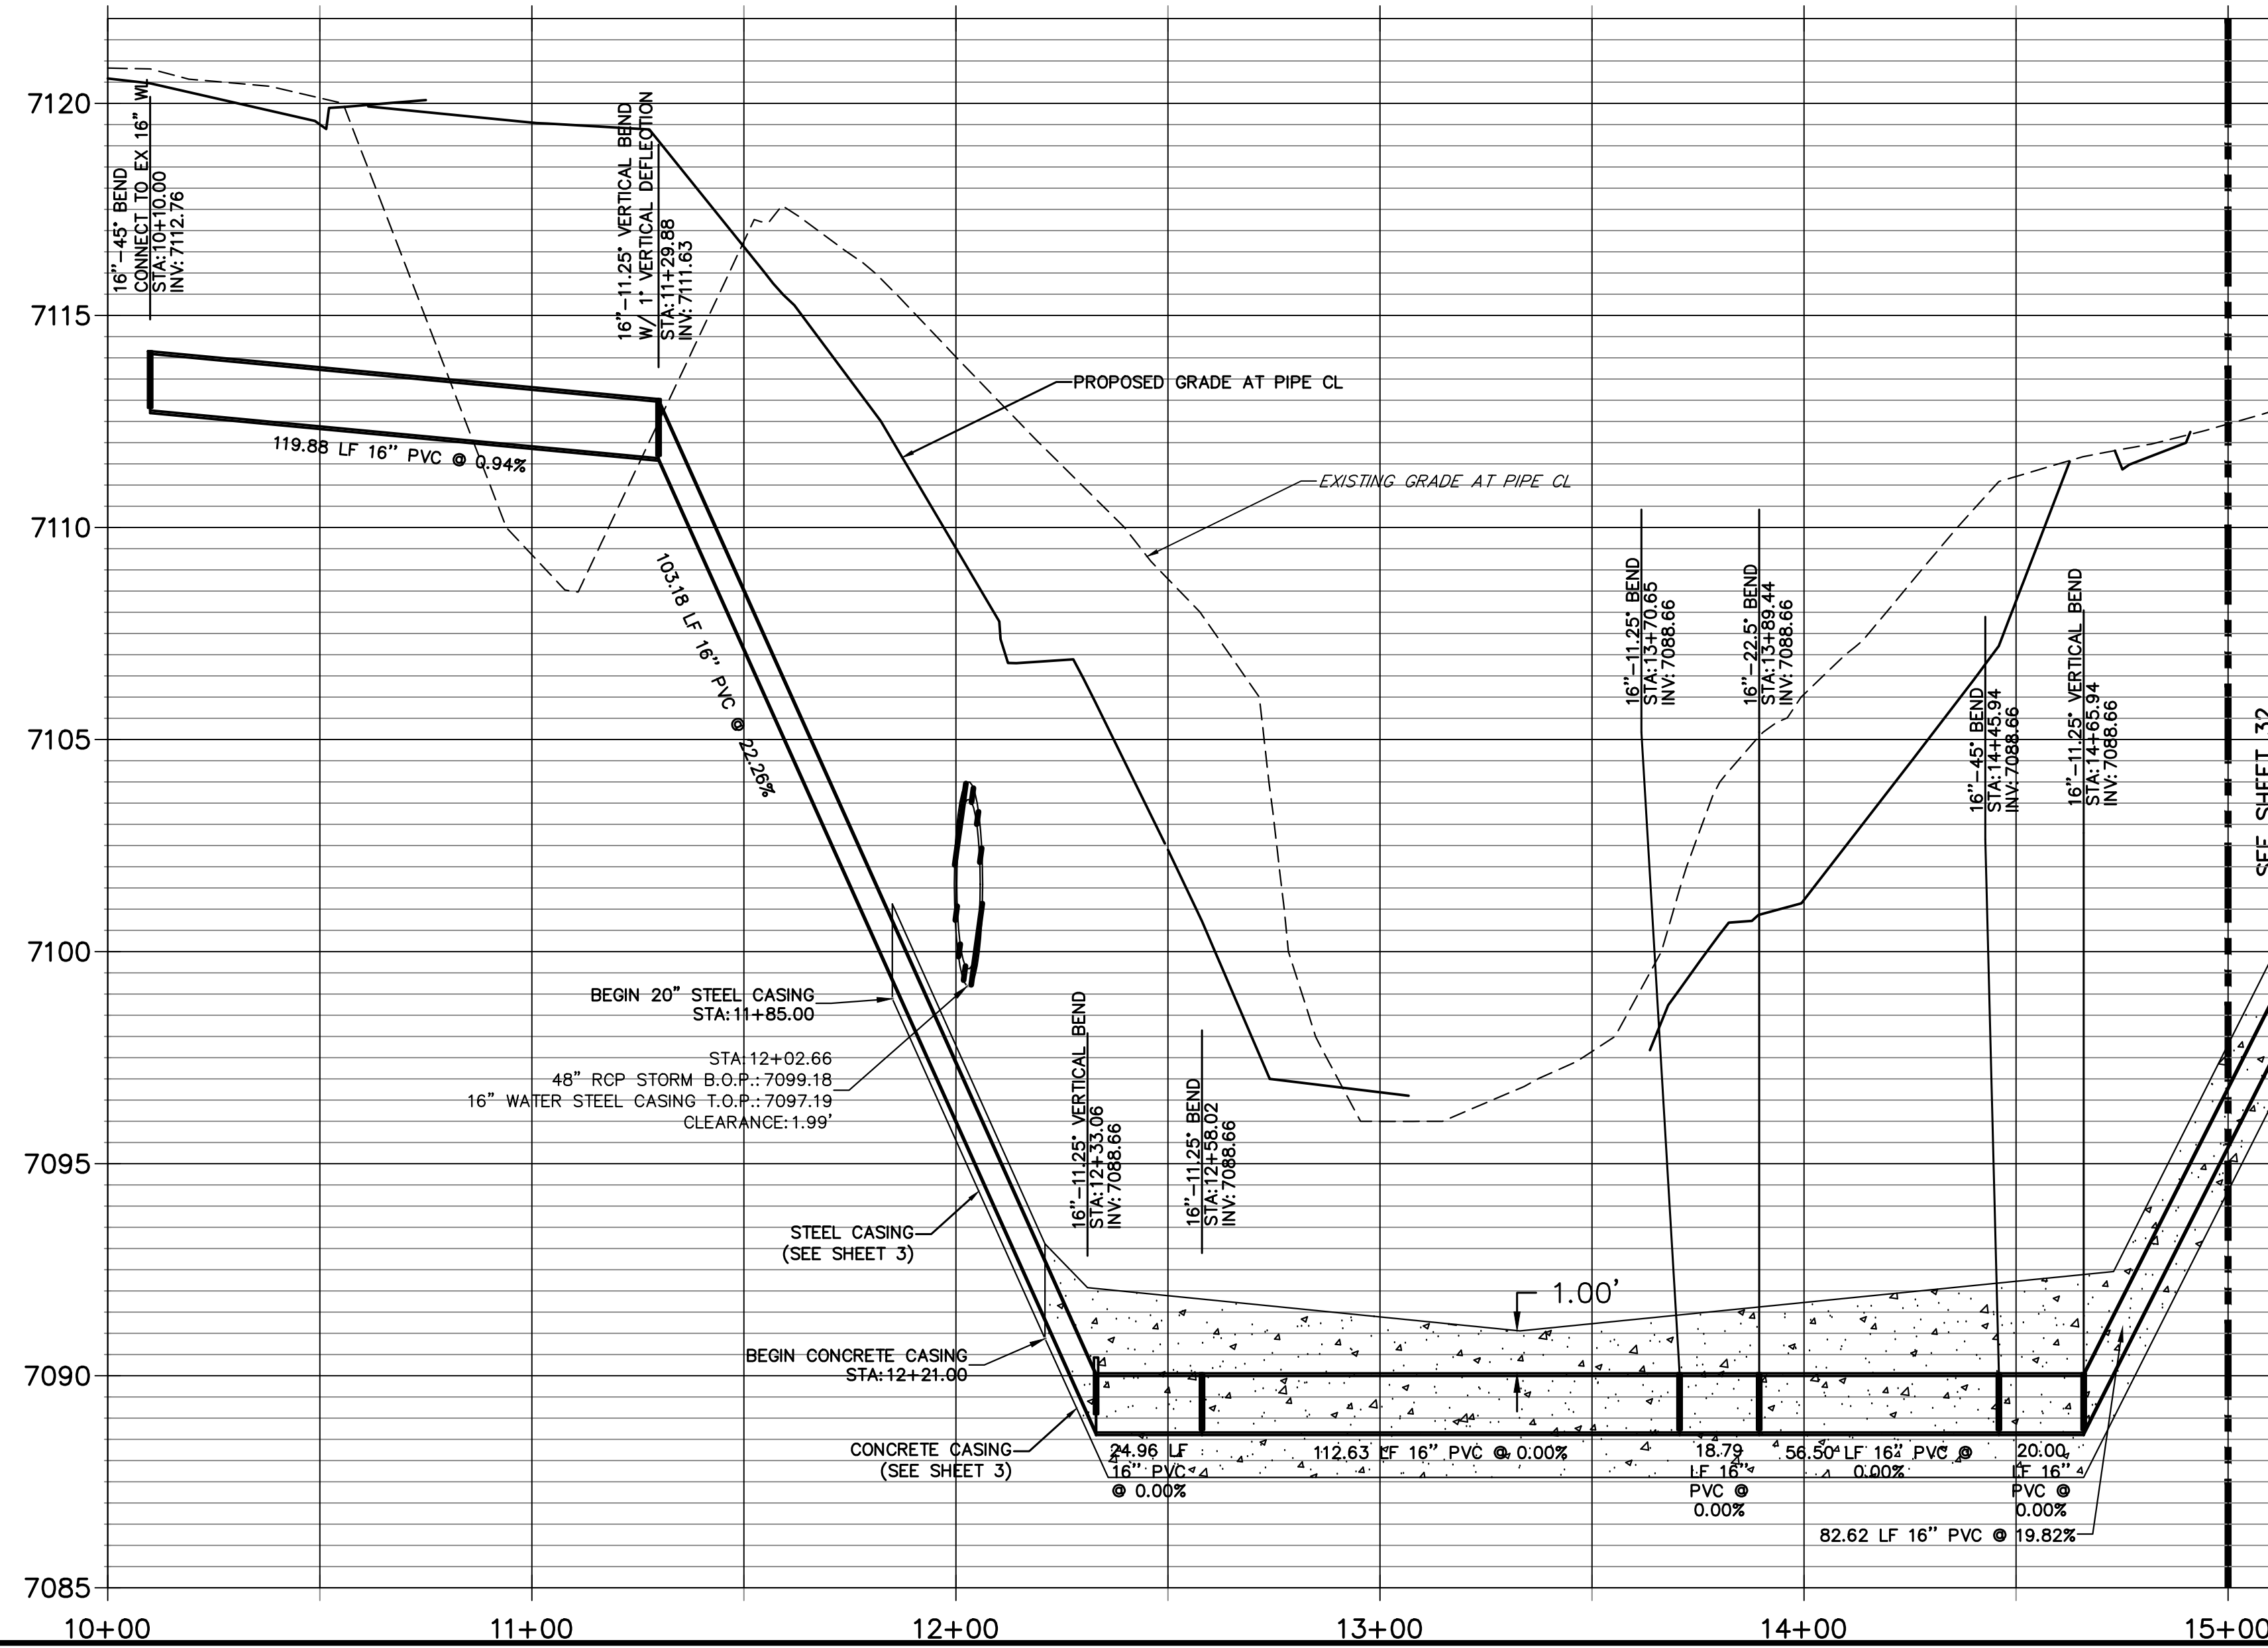 7120
7115
7110
7105
7100
7095
7090
7085
10+00
11+00
12+00
13+00
14+00
15+00
16"-45° BEND
CONNECT TO EX 16" WL
STA:10+10.00
INV:7112.76
119.88 LF 16" PVC @ 0.94%
16"-11.25° VERTICAL BEND
W/ 1° VERTICAL DEFLECTION
STA:11+29.88
INV:7111.63
103.18 LF 16" PVC @ 22.26%
PROPOSED GRADE AT PIPE CL
EXISTING GRADE AT PIPE CL
BEGIN 20" STEEL CASING
STA:11+85.00
STA:12+02.66
48" RCP STORM B.O.P.:7099.18
16" WATER STEEL CASING T.O.P.:7097.19
CLEARANCE:1.99'
STEEL CASING
(SEE SHEET 3)
BEGIN CONCRETE CASING
STA:12+21.00
CONCRETE CASING
(SEE SHEET 3)
16"-11.25° VERTICAL BEND
STA:12+33.06
INV:7088.66
16"-11.25° BEND
STA:12+58.02
INV:7088.66
1.00'
16"-11.25° BEND
STA:13+70.65
INV:7088.66
16"-22.5° BEND
STA:13+89.44
INV:7088.66
16"-45° BEND
STA:14+45.94
INV:7088.66
16"-11.25° VERTICAL BEND
STA:14+65.94
INV:7088.66
24.96 LF
16" PVC
@ 0.00%
112.63 LF 16" PVC @ 0.00%
18.79
LF 16"
PVC @
0.00%
56.50 LF 16" PVC @
0.00%
20.00
LF 16"
PVC @
0.00%
82.62 LF 16" PVC @ 19.82%
SEE SHEET 32